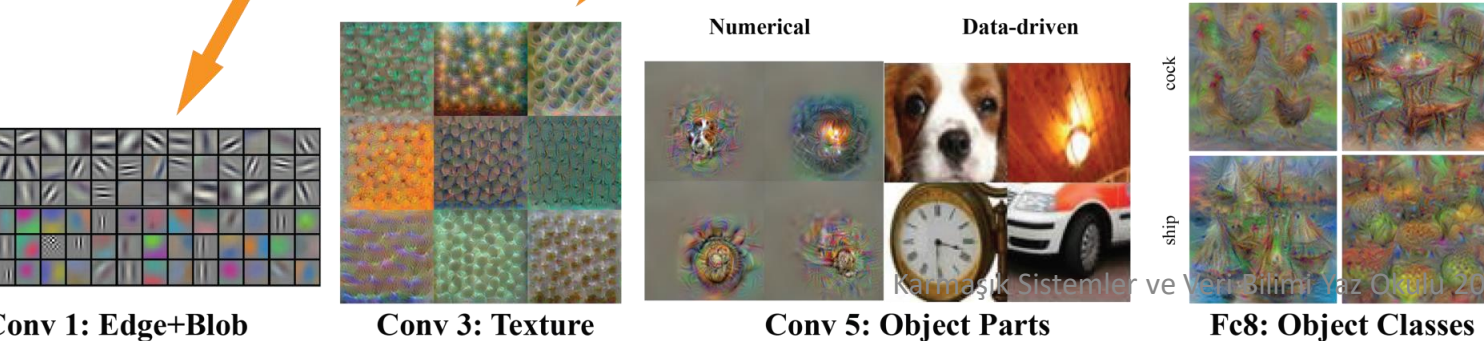 Numerical
Data-driven
cock
ship
Karmaşık Sistemler ve Veri Bilimi Yaz Okulu 20
Conv 1: Edge+Blob
Conv 3: Texture
Conv 5: Object Parts
Fc8: Object Classes